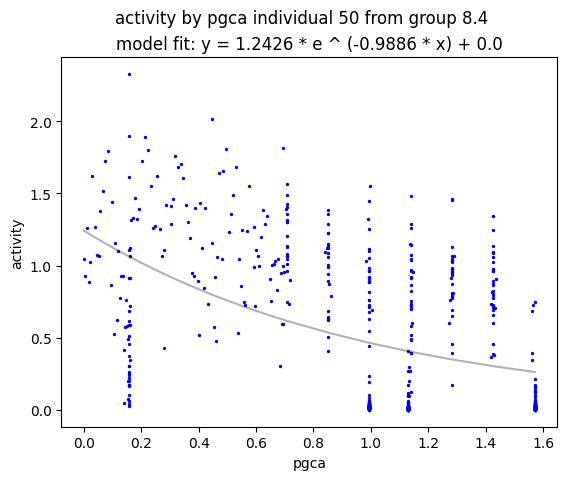 activity by pgca individual 50 from group 8.4
model fit: y = 1.2426 * e ^ (-0.9886 * x) + 0.0
activity
2.0
1.5
1.0
0.5
0.0
0.0 0.2 0.4 0.6 0.8 1.0 1.2 1.4 1.6
pgca